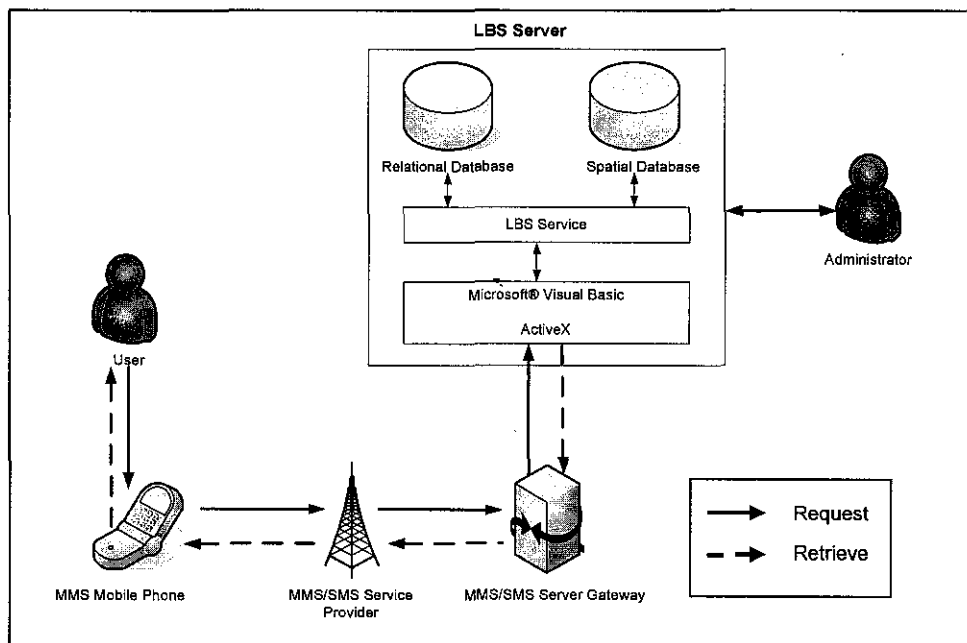 LBS Server
Relational Database
Spatial Database
LBS Service
Administrator
Microsoft® Visual Basic
ActiveX
User
Request
Retrieve
MMS Mobile Phone
MMS/SMS Service
Provider
MMS/SMS Server Gateway